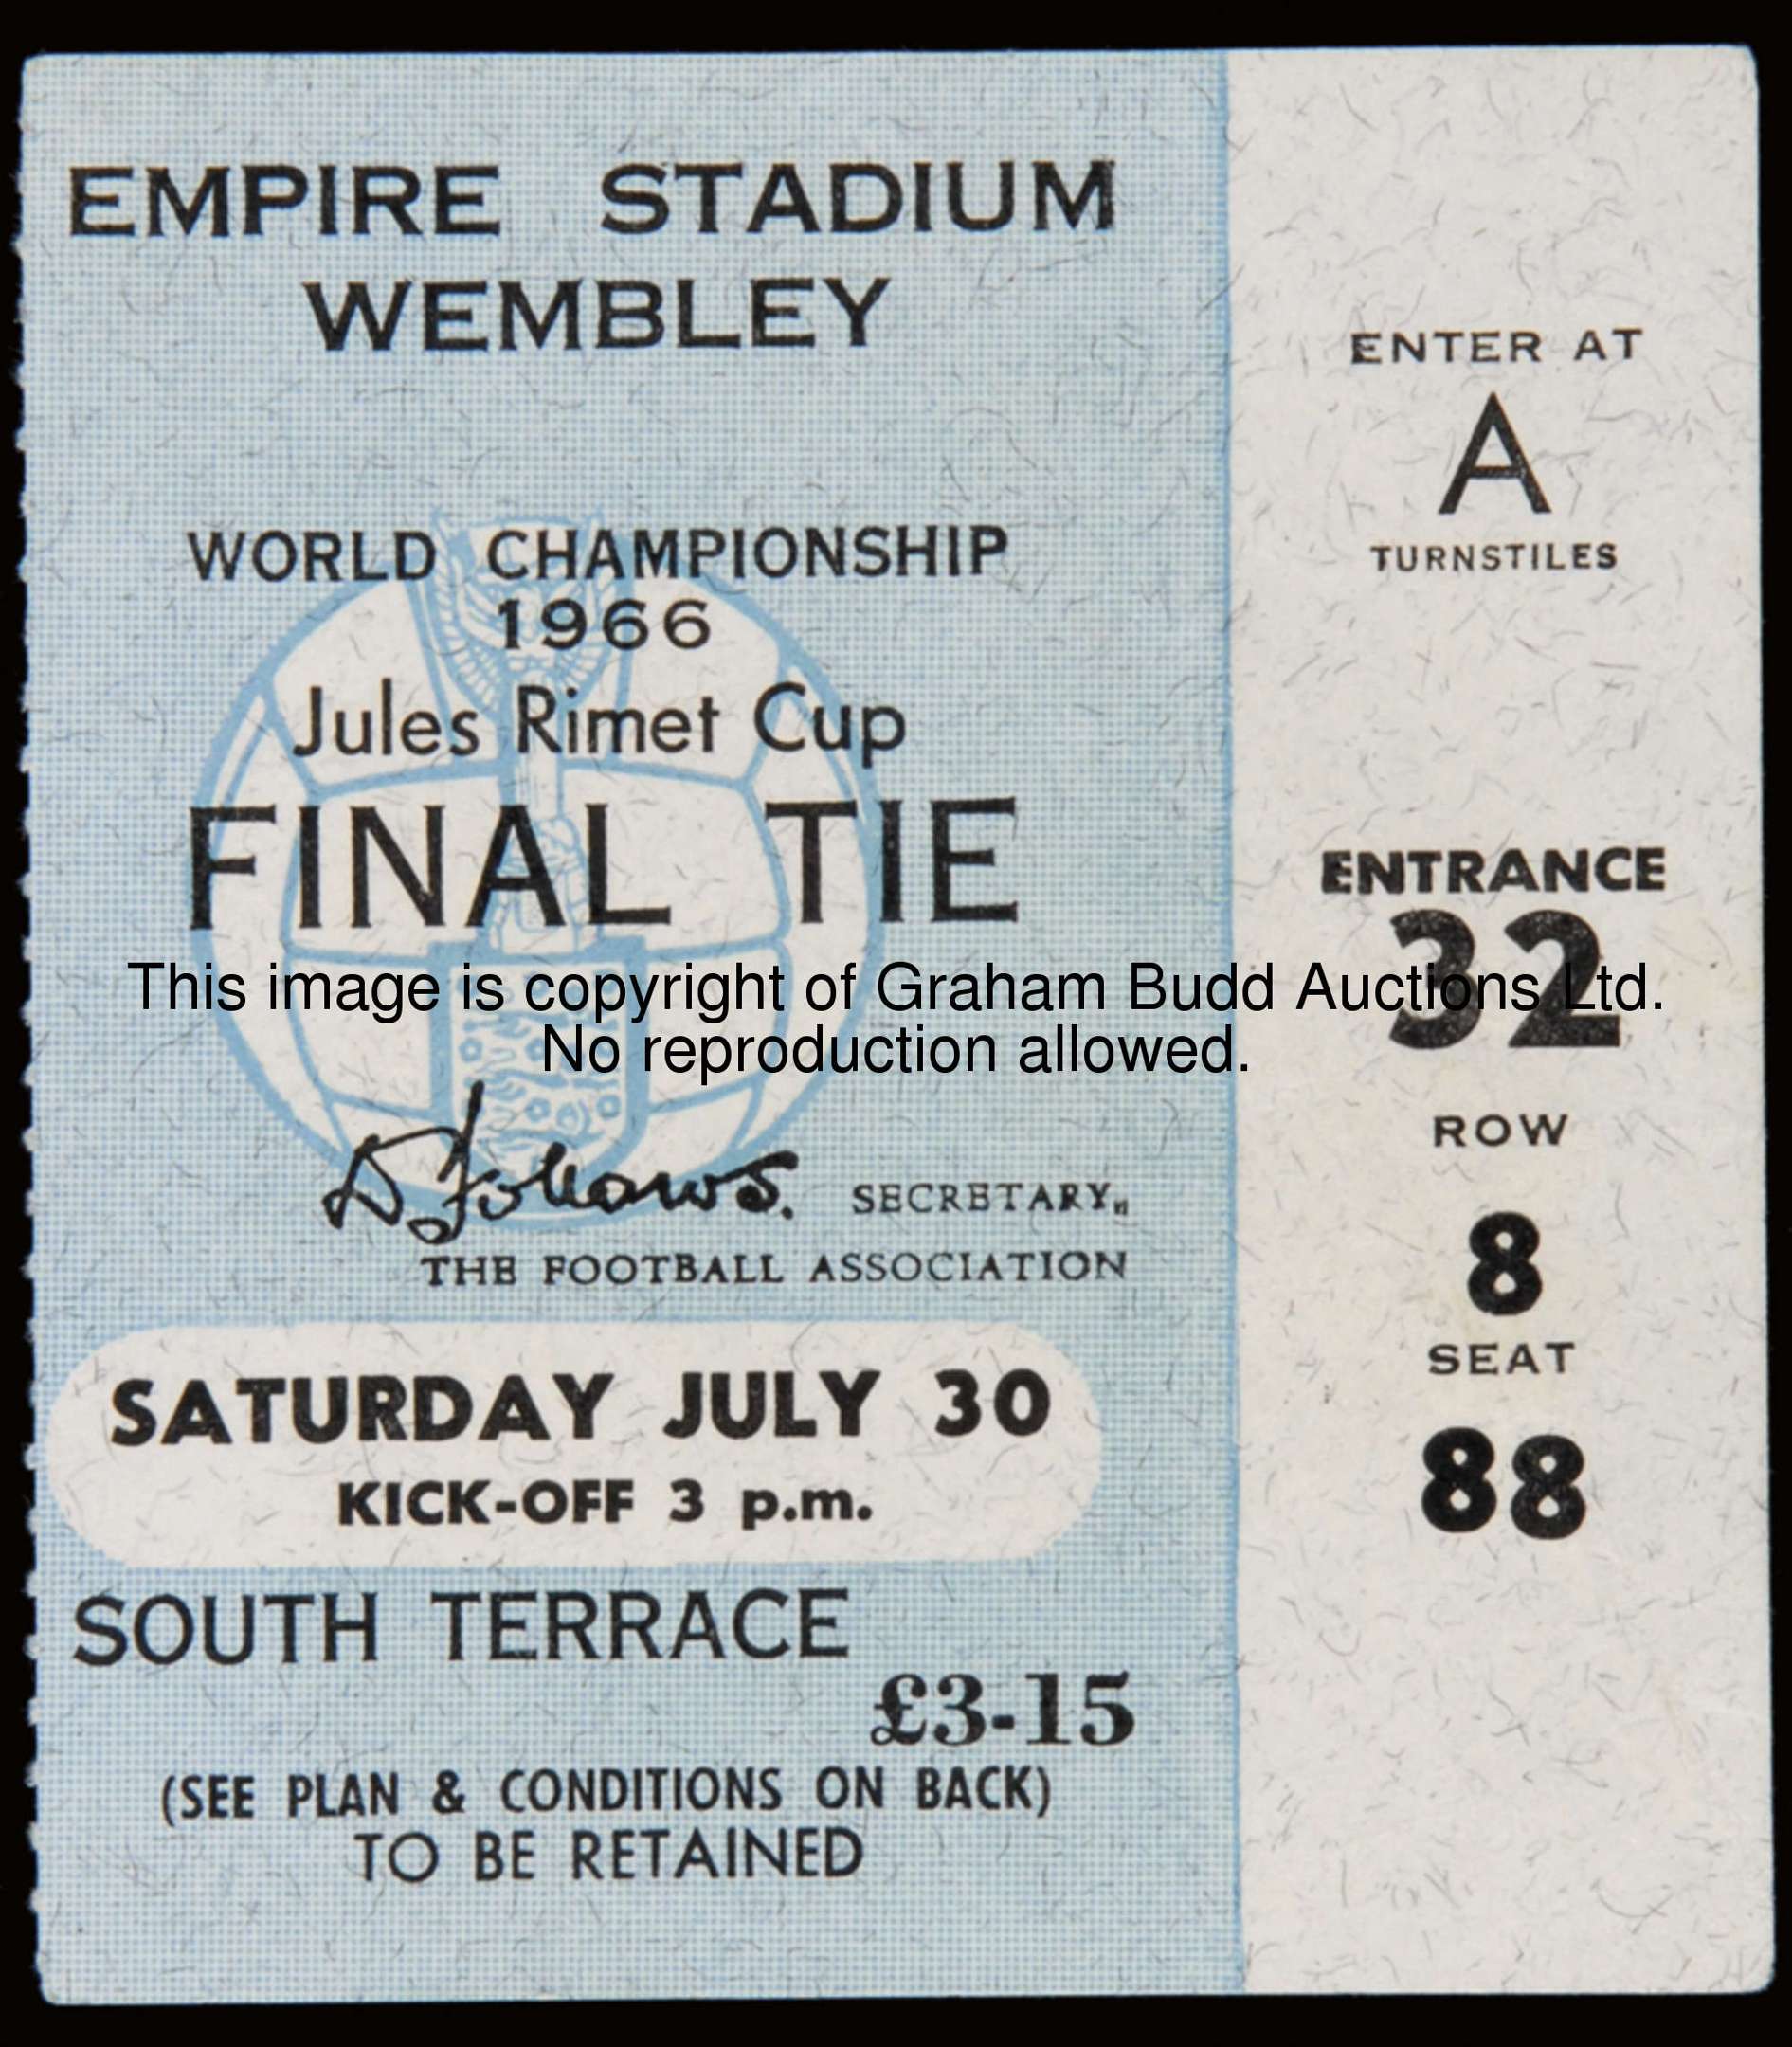 EMPIRE STADIUM
WEMBLEY
WORLD CHAMPIONSHIP
1966
Jules Rimet Cup
FINAL TIE
This image is copyright of Graham Budd Auctions Ltd.
No reproduction allowed.
D. Follows. SECRETARY,
THE FOOTBALL ASSOCIATION
SATURDAY JULY 30
KICK-OFF 3 p.m.
SOUTH TERRACE
£3-15
(SEE PLAN & CONDITIONS ON BACK)
TO BE RETAINED
ENTER AT
A
TURNSTILES
ENTRANCE
32
ROW
8
SEAT
88